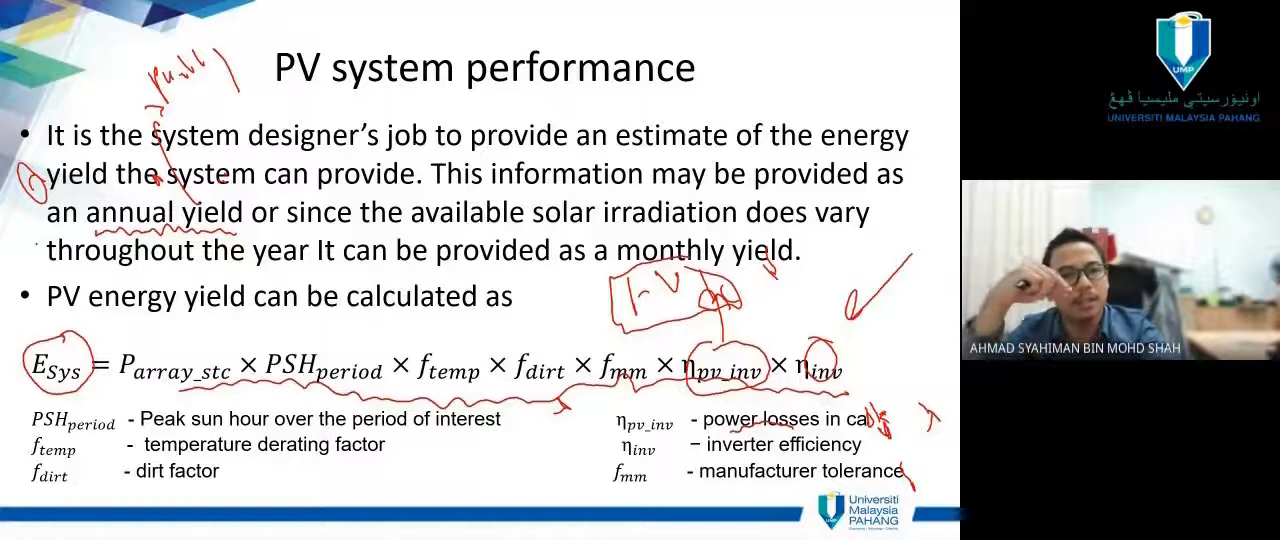 PV system performance
• It is the system designer’s job to provide an estimate of the energy
yield the system can provide. This information may be provided as
an annual yield or since the available solar irradiation does vary
throughout the year It can be provided as a monthly yield.
• PV energy yield can be calculated as
E_Sys = P_array_stc × PSH_period × f_temp × f_dirt × f_mm × η_pv_inv × η_inv
PSH_period - Peak sun hour over the period of interest
f_temp - temperature derating factor
f_dirt - dirt factor
η_pv_inv - power losses in
η_inv – inverter efficiency
f_mm - manufacturer tolerance
Universiti
Malaysia
PAHANG
UMP
اونيۏرسيتي مليسيا ڤهڠ
UNIVERSITI MALAYSIA PAHANG
AHMAD SYAHIMAN BIN MOHD SHAH